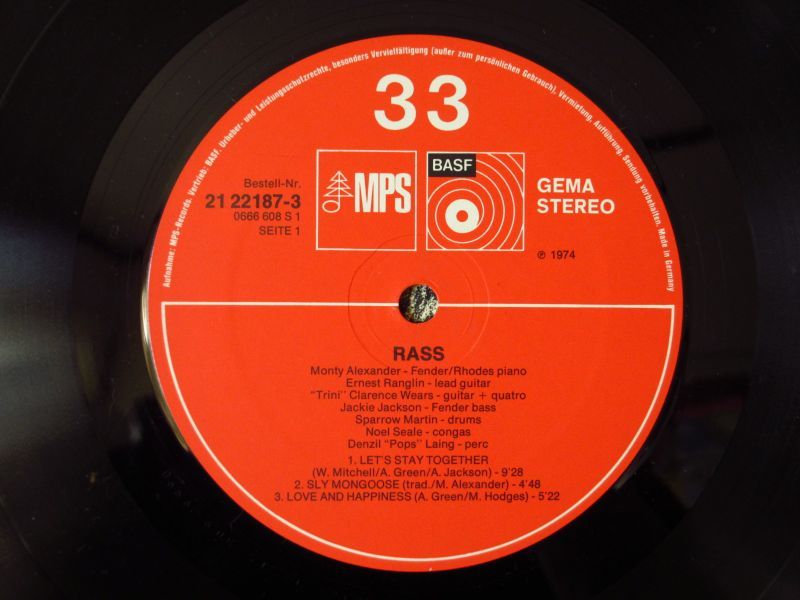 Aufnahme: MPS-Records. Vertrieb: BASF. Urheber- und Leistungsschutzrechte, besonders Vervielfältigung (außer zum persönlichen Gebrauch), Vermietung, Aufführung, Sendung vorbehalten. Made in Germany
33
Bestell-Nr.
21 22187-3
0666 608 S 1
SEITE 1
MPS
BASF
GEMA
STEREO
℗ 1974
RASS
Monty Alexander - Fender/Rhodes piano
Ernest Ranglin - lead guitar
"Trini" Clarence Wears - guitar + quatro
Jackie Jackson - Fender bass
Sparrow Martin - drums
Noel Seale - congas
Denzil "Pops" Laing - perc
1. LET'S STAY TOGETHER
(W. Mitchell/A. Green/A. Jackson) - 9'28
2. SLY MONGOOSE (trad./M. Alexander) - 4'48
3. LOVE AND HAPPINESS (A. Green/M. Hodges) - 5'22